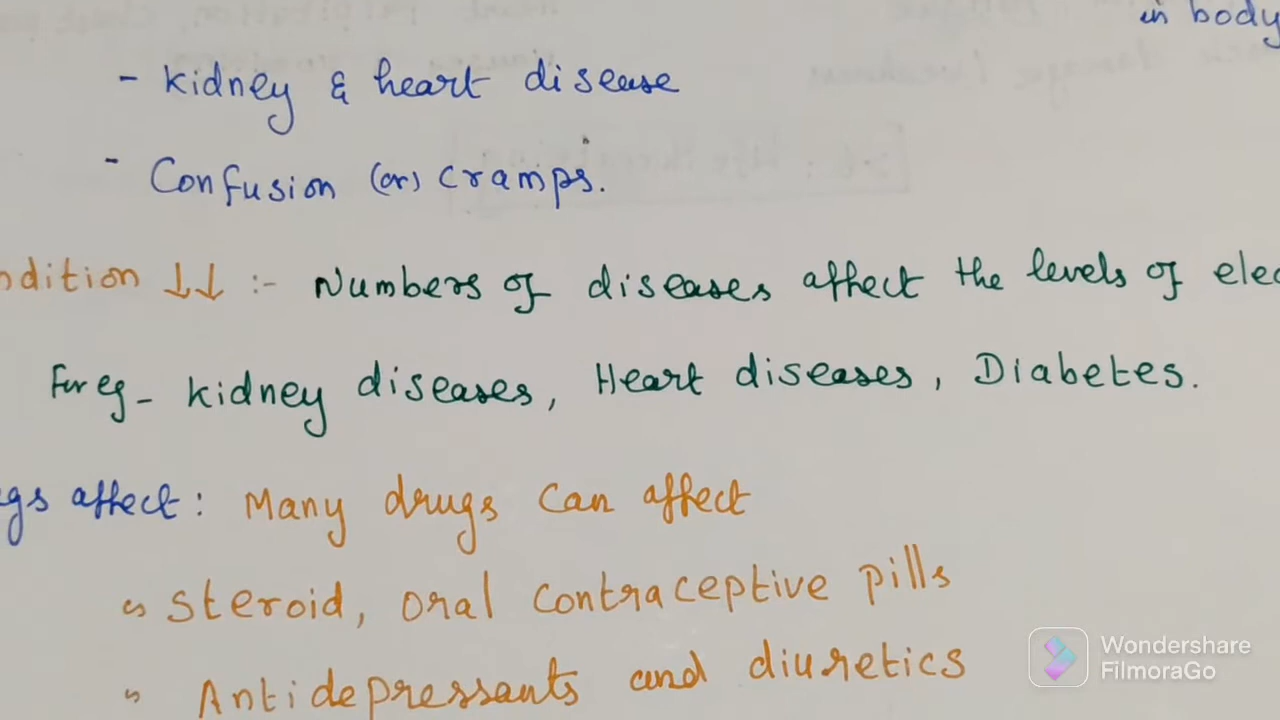 in body
- kidney & heart disease
- Confusion (or) cramps.
ndition ↓↓ :- Numbers of diseases affect the levels of elec
For eg - kidney diseases, Heart diseases, Diabetes.
gs affect: Many drugs can affect
" Steroid, oral contraceptive pills
" Antidepressants and diuretics
Wondershare
FilmoraGo